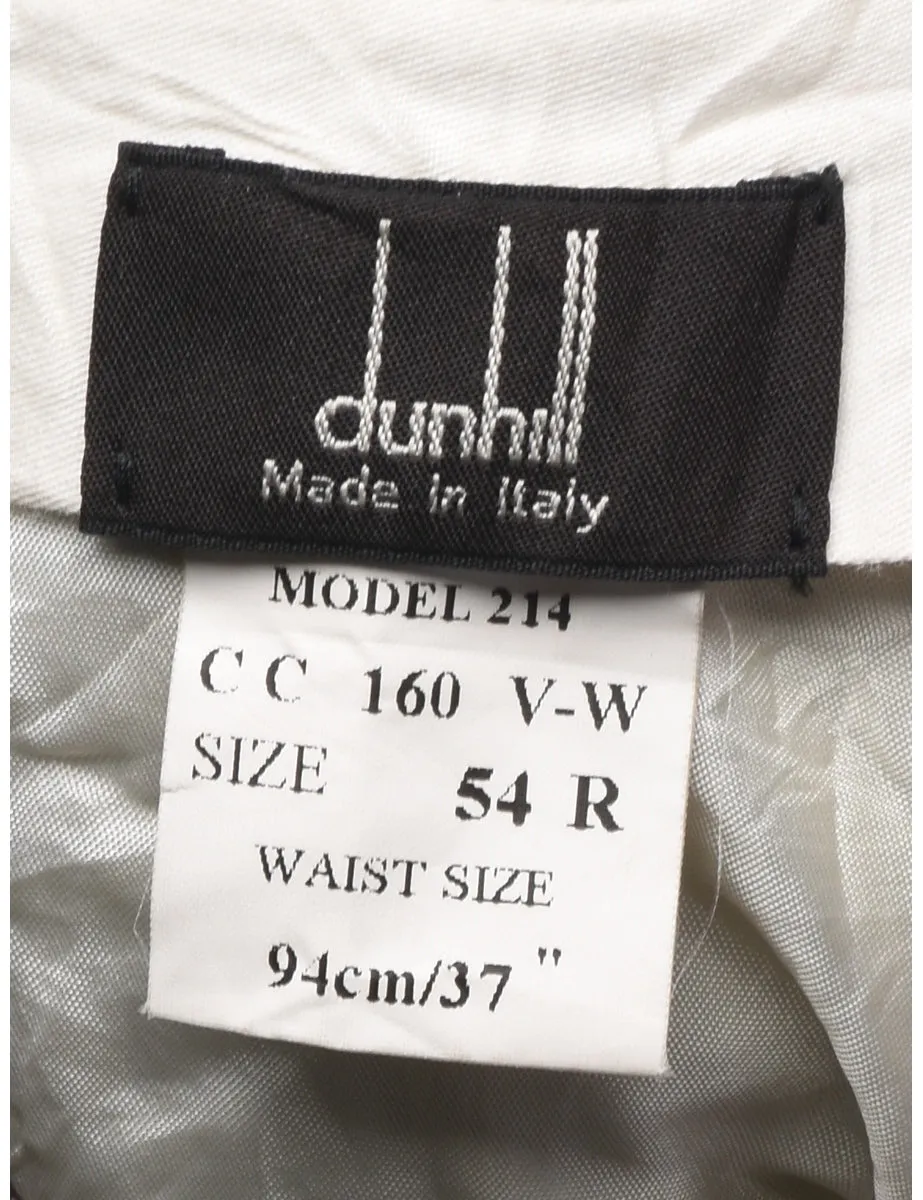 dunhill
Made in Italy
MODEL 214
C C 160 V-W
SIZE 54 R
WAIST SIZE
94cm/37 "